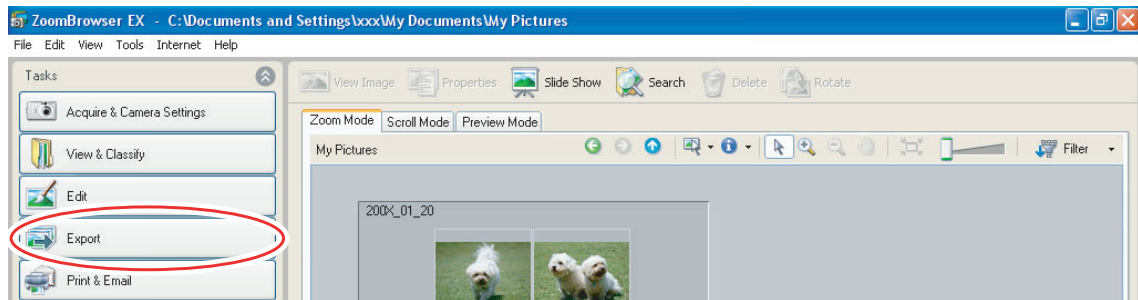 ZoomBrowser EX - C:\Documents and Settings\xxx\My Documents\My Pictures
File Edit View Tools Internet Help
Tasks
View Image Properties Slide Show Search Delete Rotate
Acquire & Camera Settings
Zoom Mode Scroll Mode Preview Mode
My Pictures Filter
View & Classify
Edit
200X_01_20
Export
Print & Email